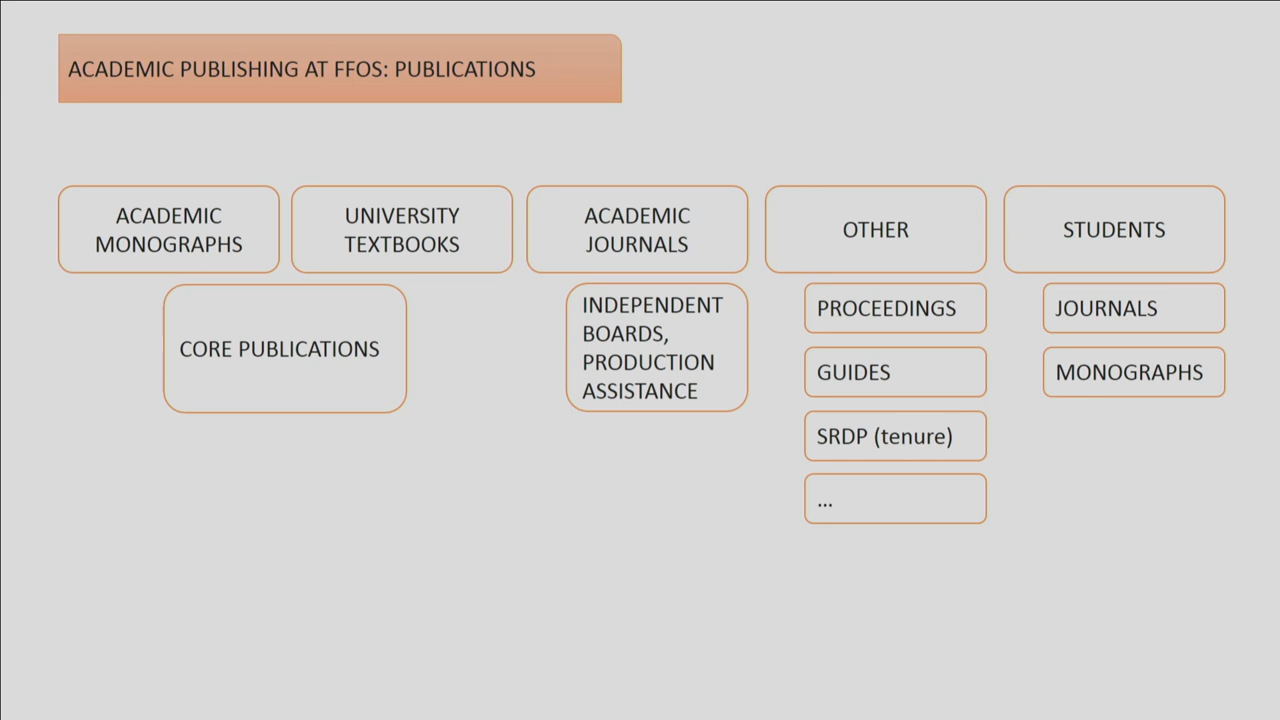 ACADEMIC PUBLISHING AT FFOS: PUBLICATIONS
ACADEMIC
MONOGRAPHS
UNIVERSITY
TEXTBOOKS
ACADEMIC
JOURNALS
OTHER
STUDENTS
CORE PUBLICATIONS
INDEPENDENT
BOARDS,
PRODUCTION
ASSISTANCE
PROCEEDINGS
GUIDES
SRDP (tenure)
...
JOURNALS
MONOGRAPHS